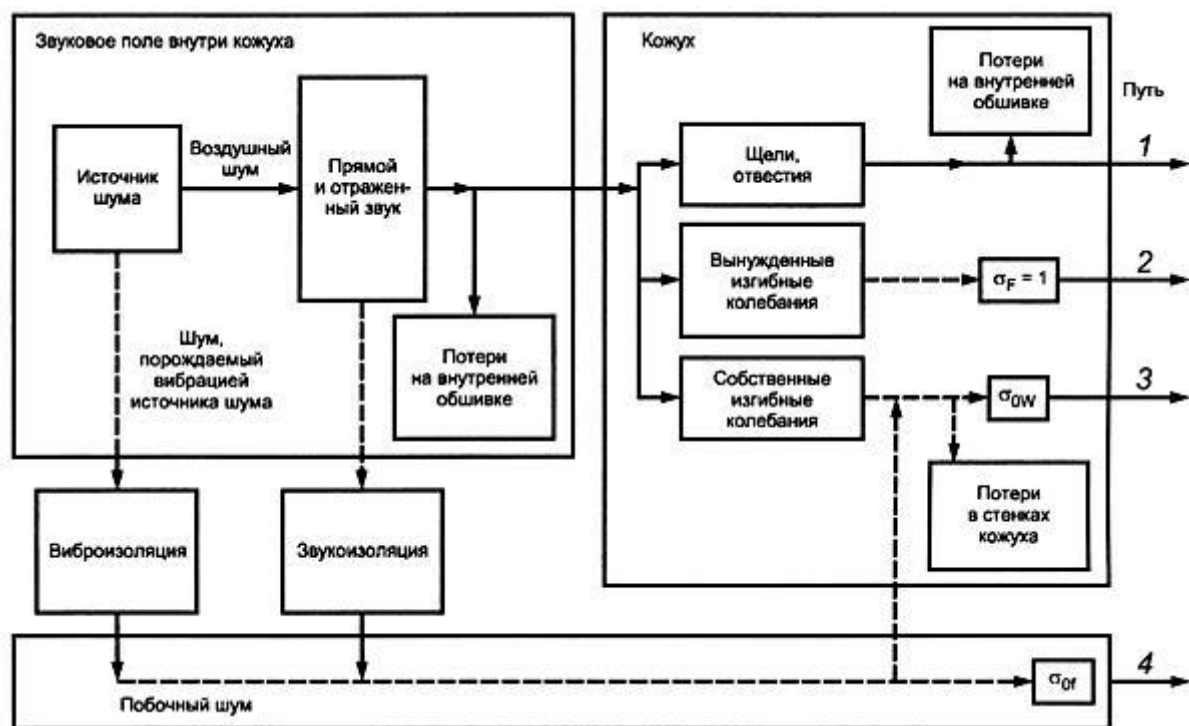 Звуковое поле внутри кожуха
Источник
шума
Воздушный
шум
Прямой
и отражен-
ный звук
Шум,
порождаемый
вибрацией
источника шума
Потери
на внутренней
обшивке
Кожух
Потери
на внутренней
обшивке
Путь
Щели,
отвестия
1
Вынужденные
изгибные
колебания
σF = 1
2
Собственные
изгибные
колебания
σ0W
3
Потери
в стенках
кожуха
Виброизоляция
Звукоизоляция
Побочный шум
σ0f
4